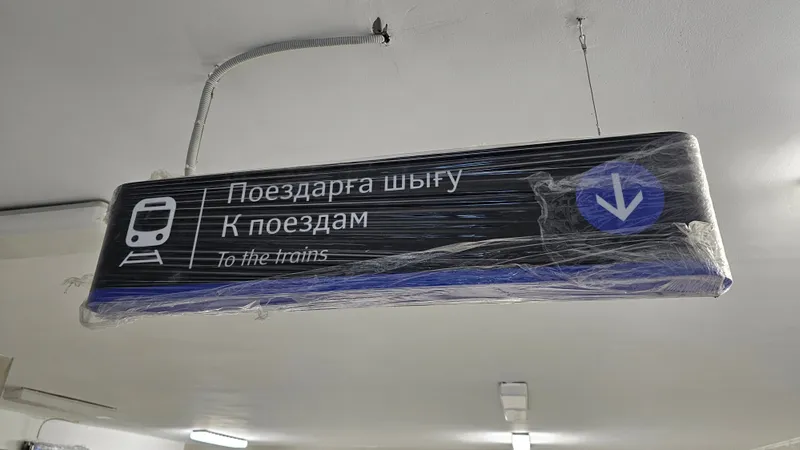 Поездарға шығу
К поездам
To the trains